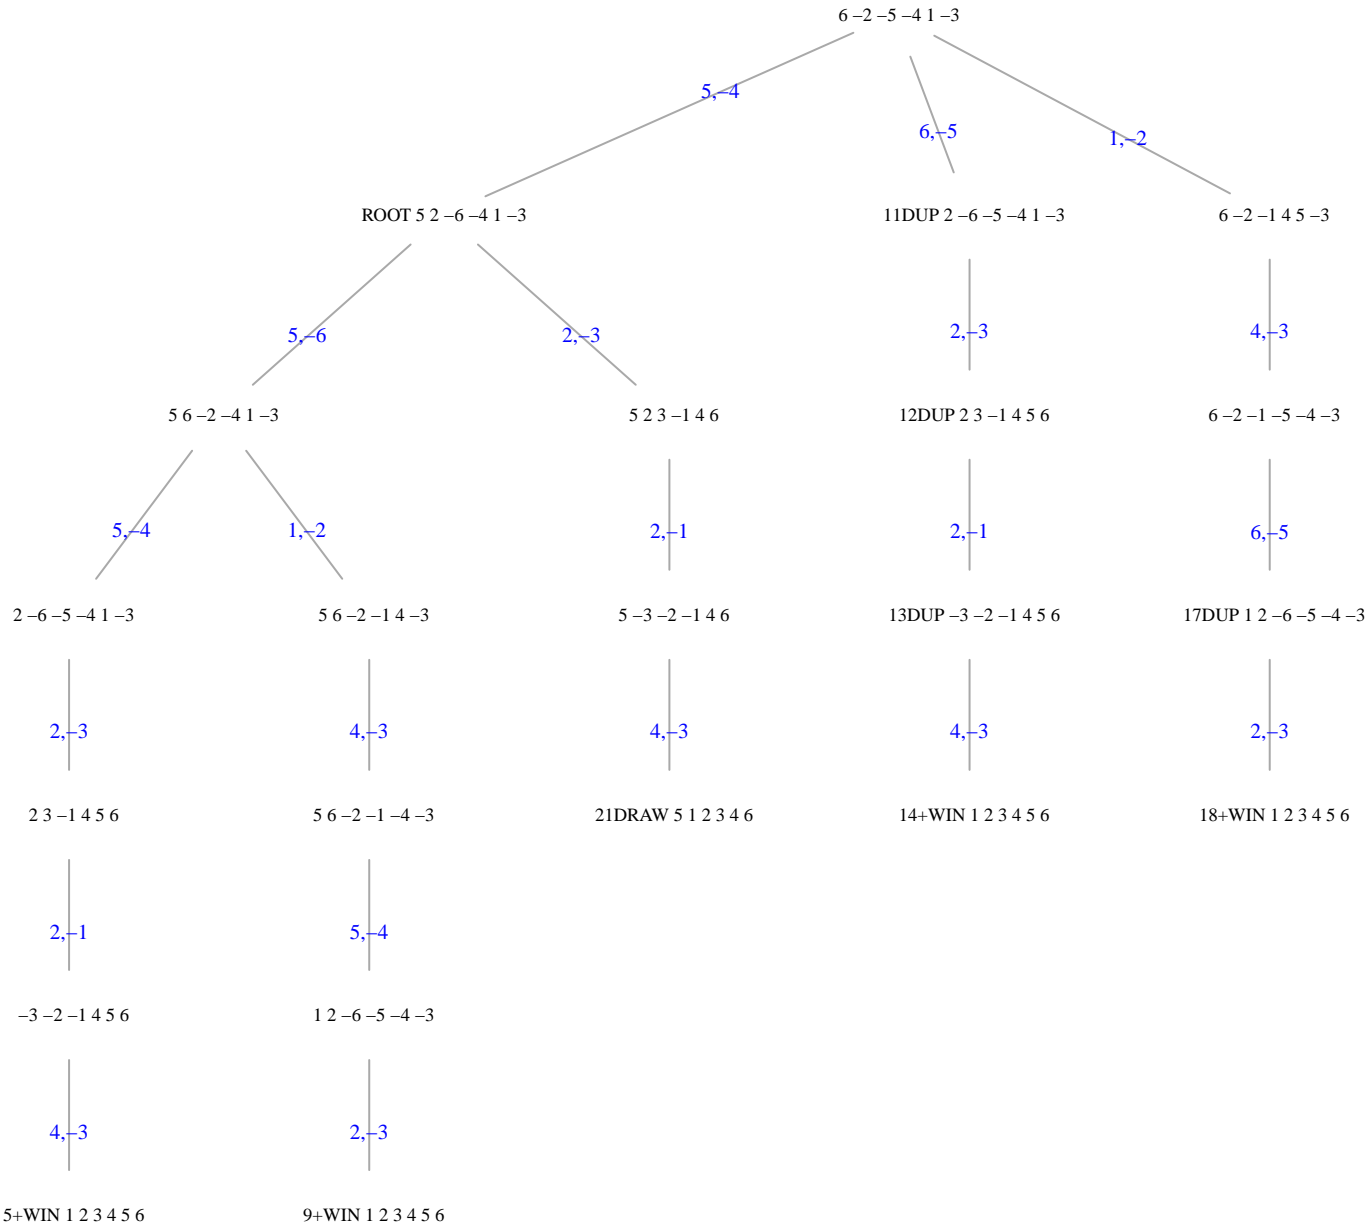 6 –2 –5 –4 1 –3
5,–4
6,–5
1,–2
ROOT 5 2 –6 –4 1 –3
11DUP 2 –6 –5 –4 1 –3
6 –2 –1 4 5 –3
5,–6
2,–3
2,–3
4,–3
5 6 –2 –4 1 –3
5 2 3 –1 4 6
12DUP 2 3 –1 4 5 6
6 –2 –1 –5 –4 –3
5,–4
1,–2
2,–1
2,–1
6,–5
2 –6 –5 –4 1 –3
5 6 –2 –1 4 –3
5 –3 –2 –1 4 6
13DUP –3 –2 –1 4 5 6
17DUP 1 2 –6 –5 –4 –3
2,–3
4,–3
4,–3
4,–3
2,–3
2 3 –1 4 5 6
5 6 –2 –1 –4 –3
21DRAW 5 1 2 3 4 6
14+WIN 1 2 3 4 5 6
18+WIN 1 2 3 4 5 6
2,–1
5,–4
–3 –2 –1 4 5 6
1 2 –6 –5 –4 –3
4,–3
2,–3
5+WIN 1 2 3 4 5 6
9+WIN 1 2 3 4 5 6